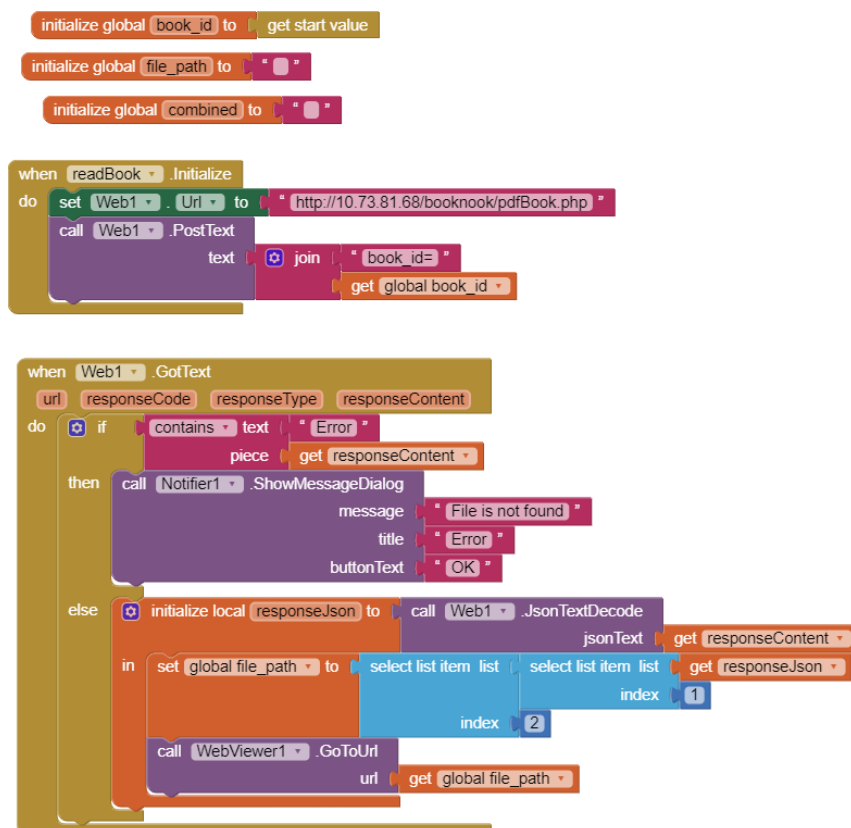 initialize global book_id to get start value
initialize global file_path to " "
initialize global combined to " "
when readBook .Initialize
do set Web1 . Url to " http://10.73.81.68/booknook/pdfBook.php "
call Web1 .PostText
text join " book_id= "
get global book_id
when Web1 .GotText
url responseCode responseType responseContent
do if contains text " Error "
piece get responseContent
then call Notifier1 .ShowMessageDialog
message " File is not found "
title " Error "
buttonText " OK "
else initialize local responseJson to call Web1 .JsonTextDecode
jsonText get responseContent
in set global file_path to select list item list select list item list get responseJson
index 1
index 2
call WebViewer1 .GoToUrl
url get global file_path